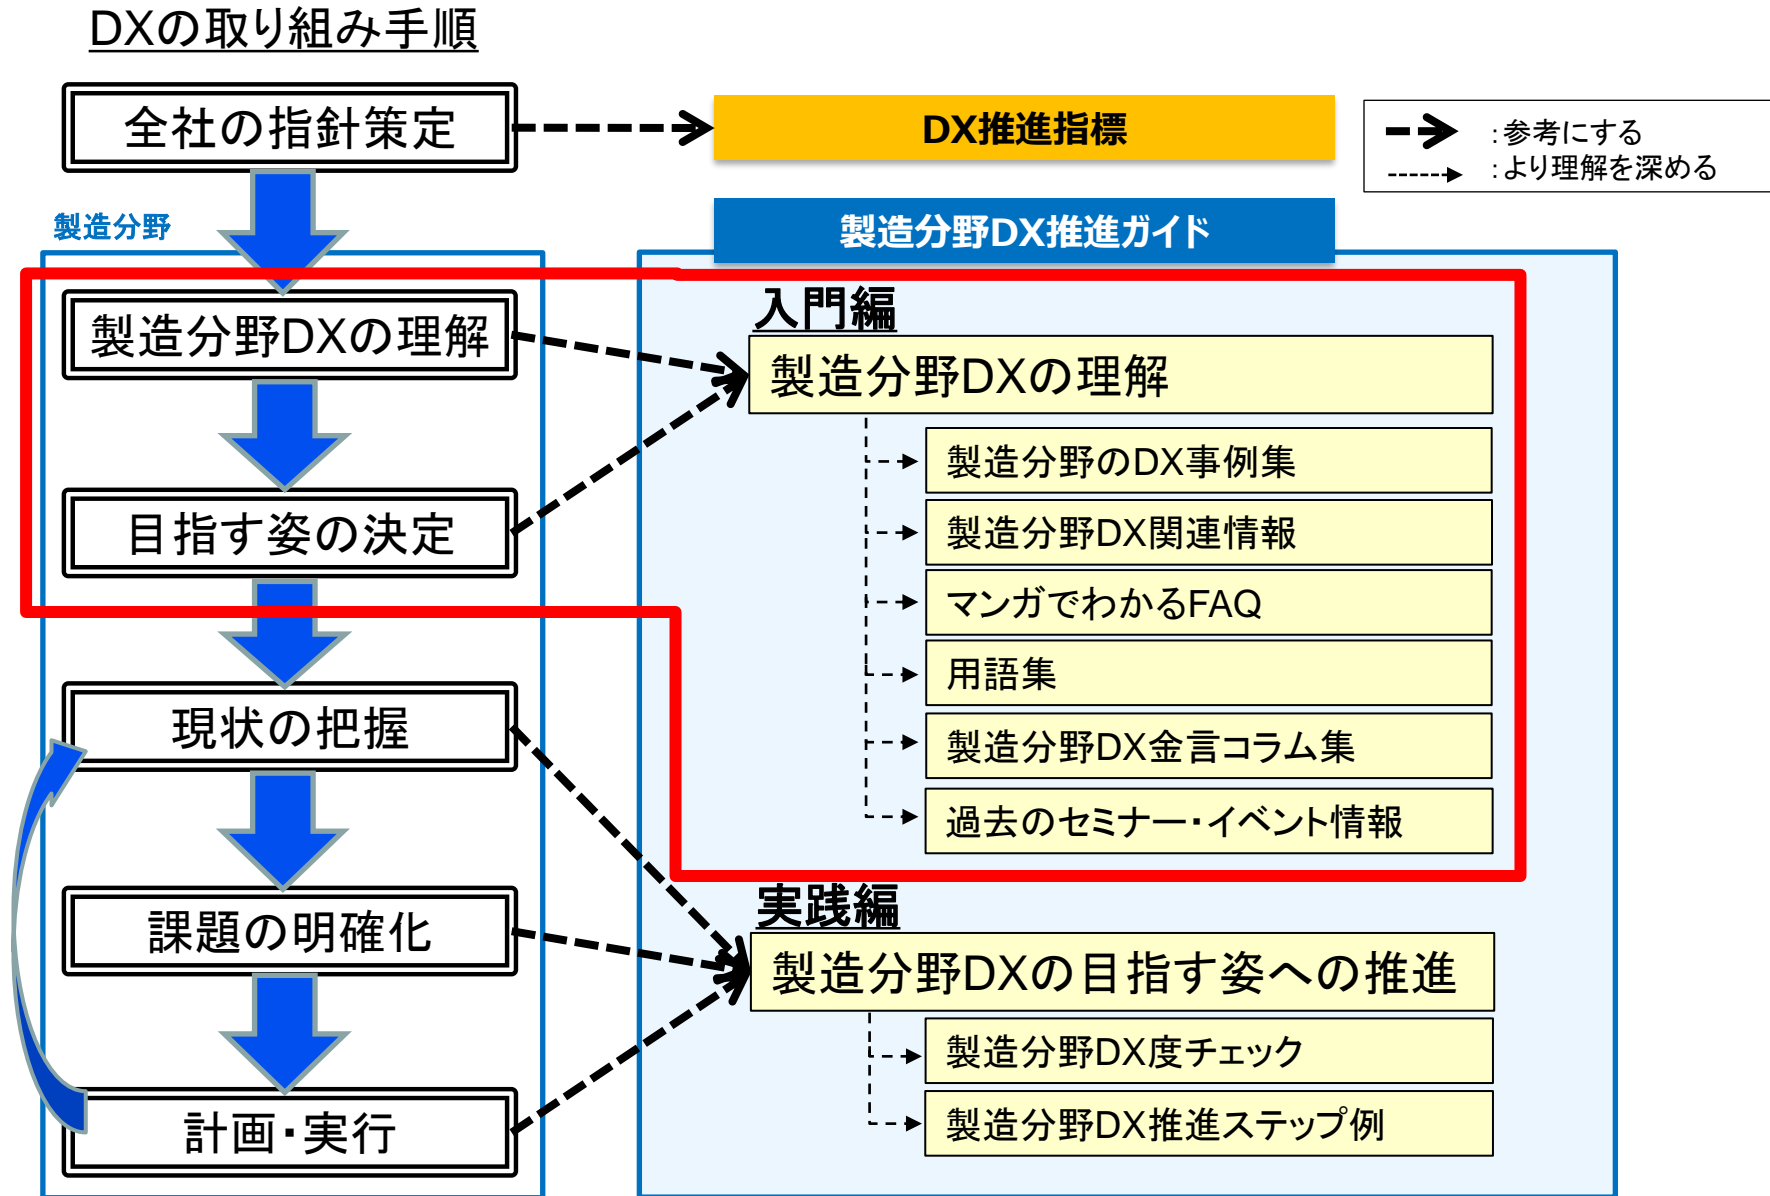 DXの取り組み手順
全社の指針策定
DX推進指標
：参考にする
：より理解を深める
製造分野
製造分野DX推進ガイド
入門編
製造分野DXの理解
製造分野DXの理解
製造分野のDX事例集
目指す姿の決定
製造分野DX関連情報
マンガでわかるFAQ
用語集
現状の把握
製造分野DX金言コラム集
過去のセミナー・イベント情報
実践編
課題の明確化
製造分野DXの目指す姿への推進
製造分野DX度チェック
計画・実行
製造分野DX推進ステップ例